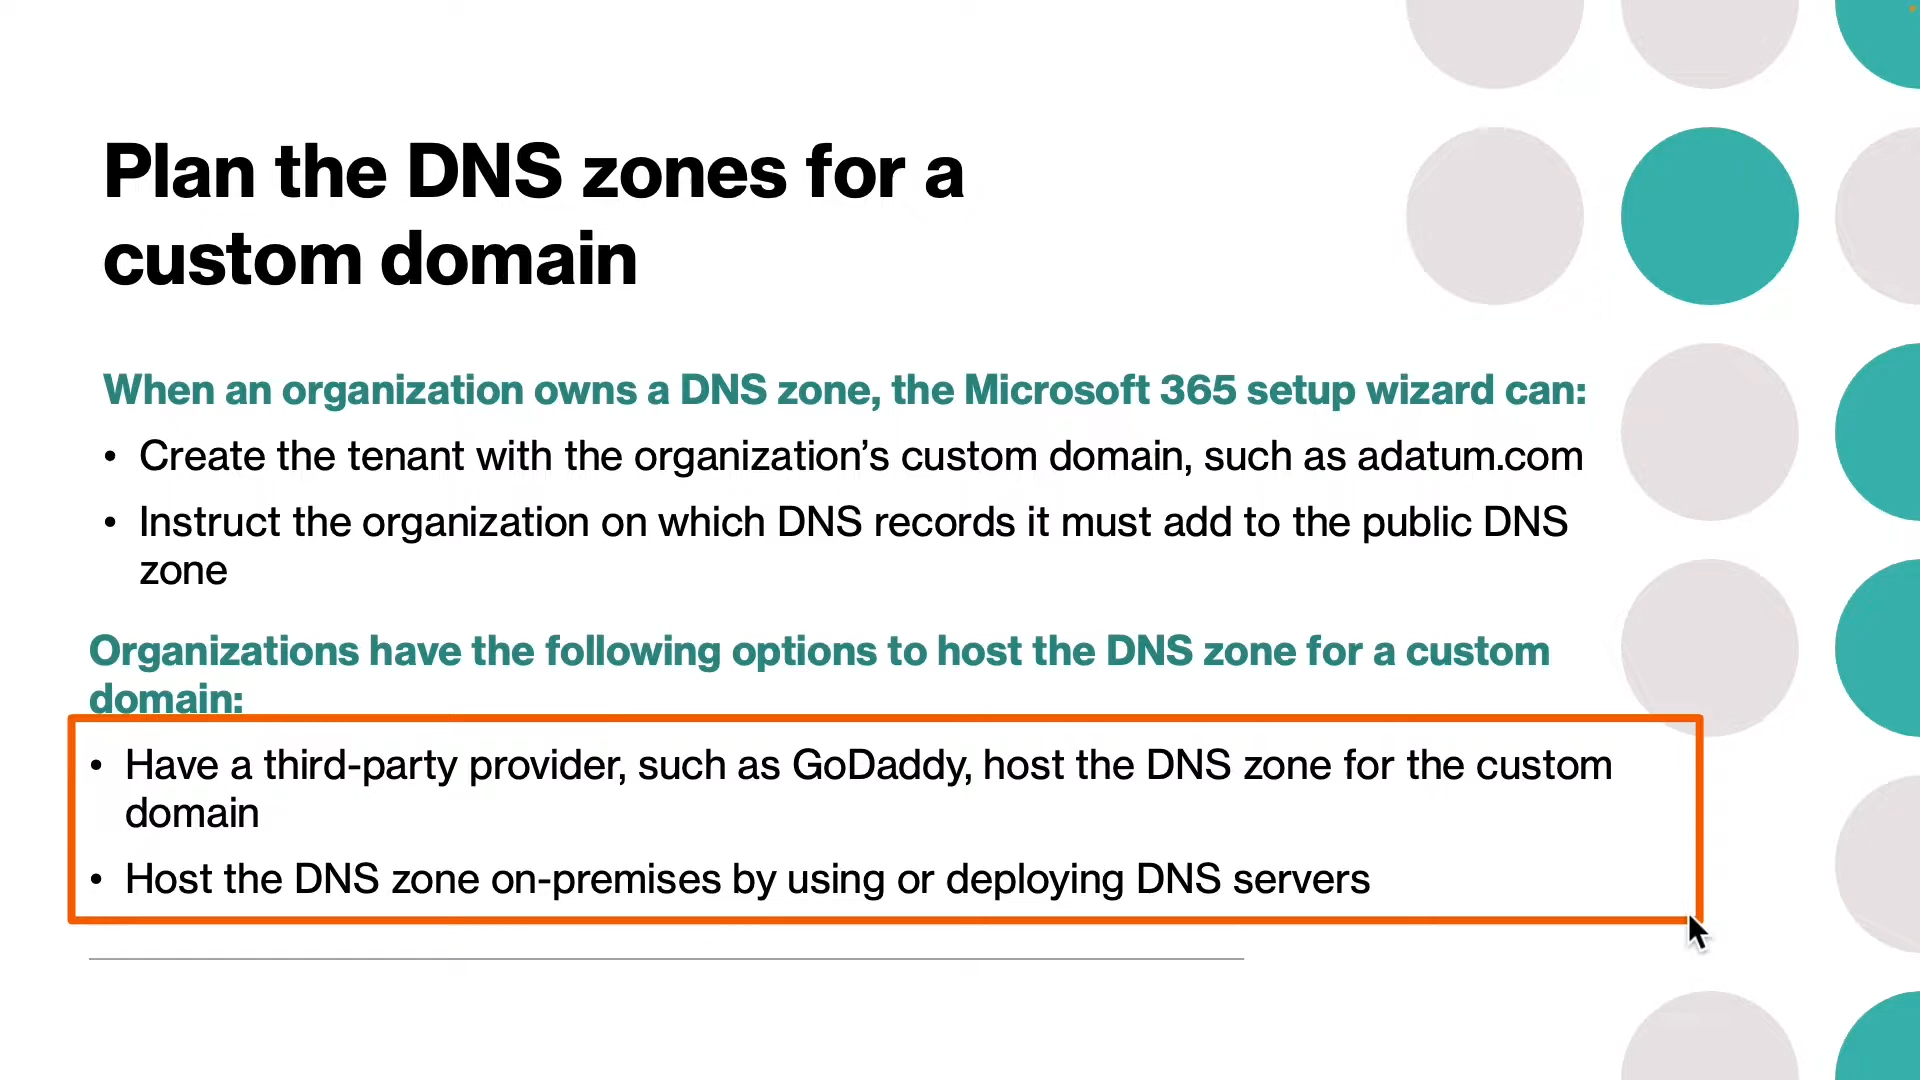 Plan the DNS zones for a
custom domain
When an organization owns a DNS zone, the Microsoft 365 setup wizard can:
• Create the tenant with the organization’s custom domain, such as adatum.com
• Instruct the organization on which DNS records it must add to the public DNS
zone
Organizations have the following options to host the DNS zone for a custom
domain:
• Have a third-party provider, such as GoDaddy, host the DNS zone for the custom
domain
• Host the DNS zone on-premises by using or deploying DNS servers